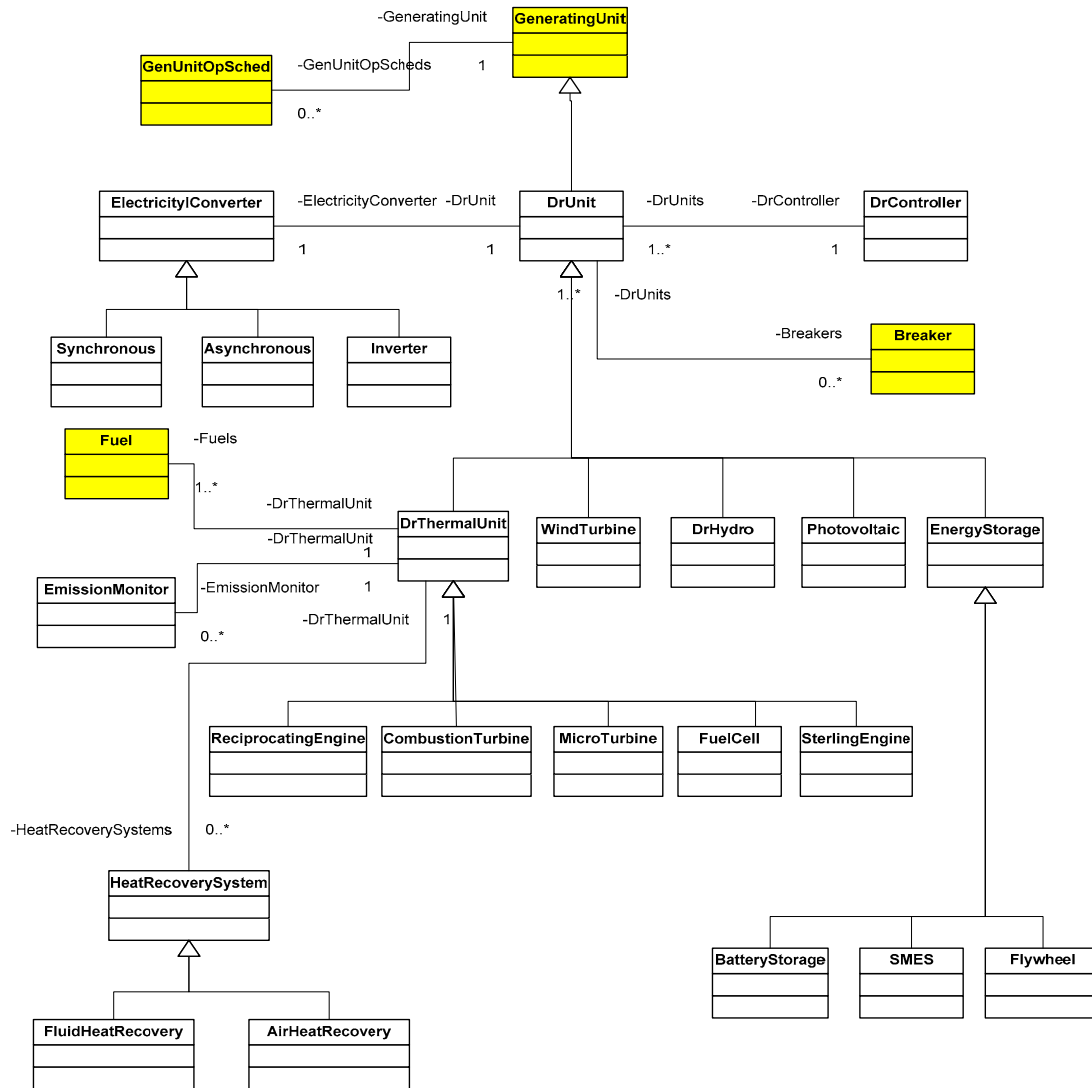 -GeneratingUnit
GeneratingUnit
GenUnitOpSched
-GenUnitOpScheds
1
0..*
ElectricitylConverter
-ElectricityConverter
-DrUnit
DrUnit
-DrUnits
-DrController
DrController
1
1
1..*
1
1..*
-DrUnits
Synchronous
Asynchronous
Inverter
-Breakers
Breaker
0..*
Fuel
-Fuels
1..*
-DrThermalUnit
DrThermalUnit
WindTurbine
DrHydro
Photovoltaic
EnergyStorage
-DrThermalUnit
1
EmissionMonitor
-EmissionMonitor
1
0..*
-DrThermalUnit
1
ReciprocatingEngine
CombustionTurbine
MicroTurbine
FuelCell
SterlingEngine
-HeatRecoverySystems
0..*
HeatRecoverySystem
BatteryStorage
SMES
Flywheel
FluidHeatRecovery
AirHeatRecovery